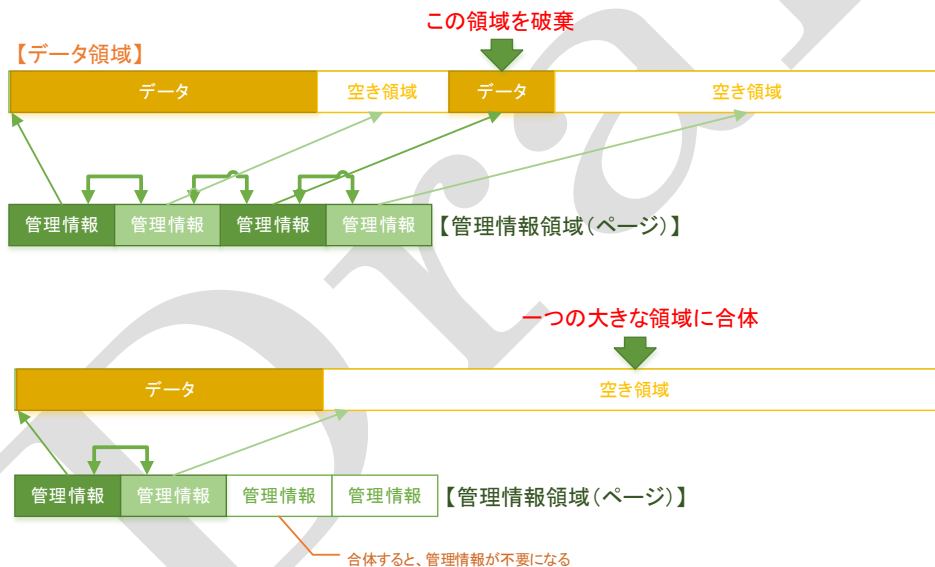 この領域を破棄
【データ領域】
データ 空き領域 データ 空き領域
管理情報 管理情報 管理情報 管理情報 【管理情報領域(ページ)】
一つの大きな領域に合体
データ 空き領域
管理情報 管理情報 管理情報 管理情報 【管理情報領域(ページ)】
合体すると、管理情報が不要になる